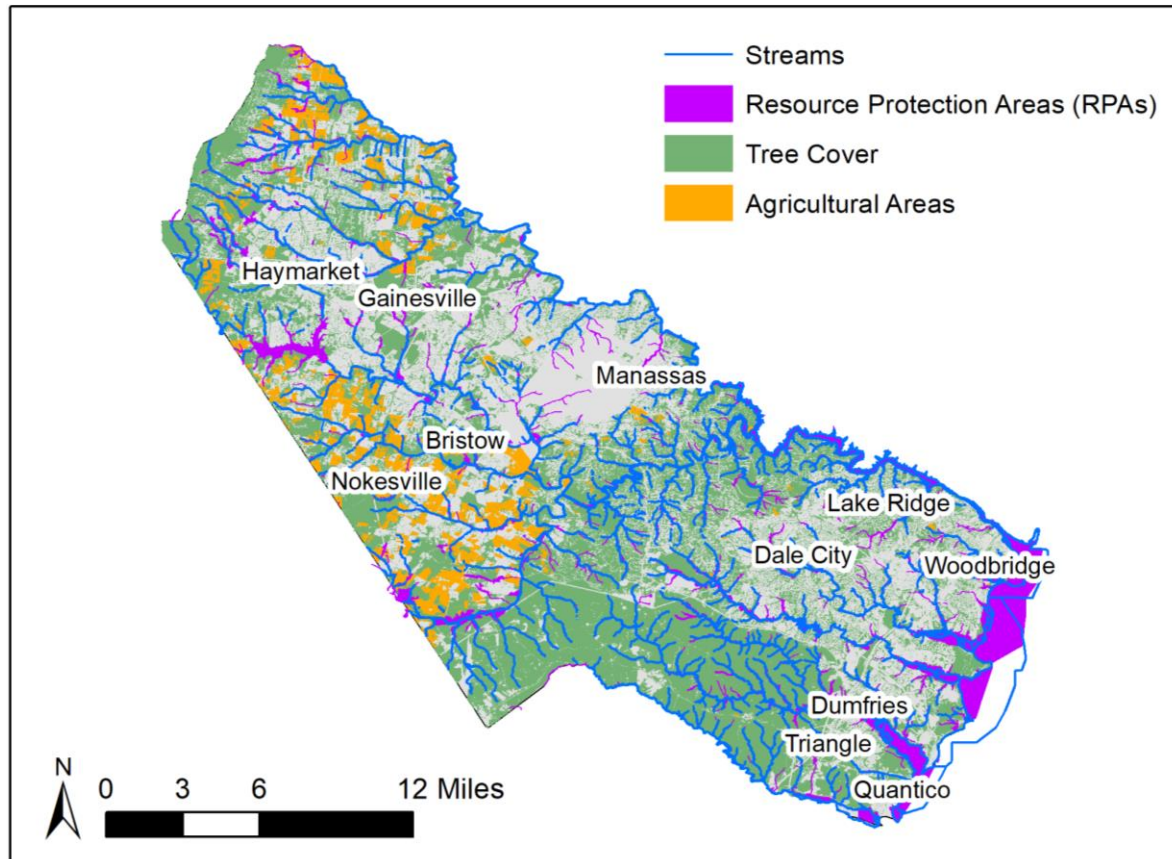 Streams
Resource Protection Areas (RPAs)
Tree Cover
Agricultural Areas
Haymarket
Gainesville
Manassas
Bristow
Nokesville
Lake Ridge
Dale City
Woodbridge
Dumfries
Triangle
Quantico
N
0 3 6 12 Miles